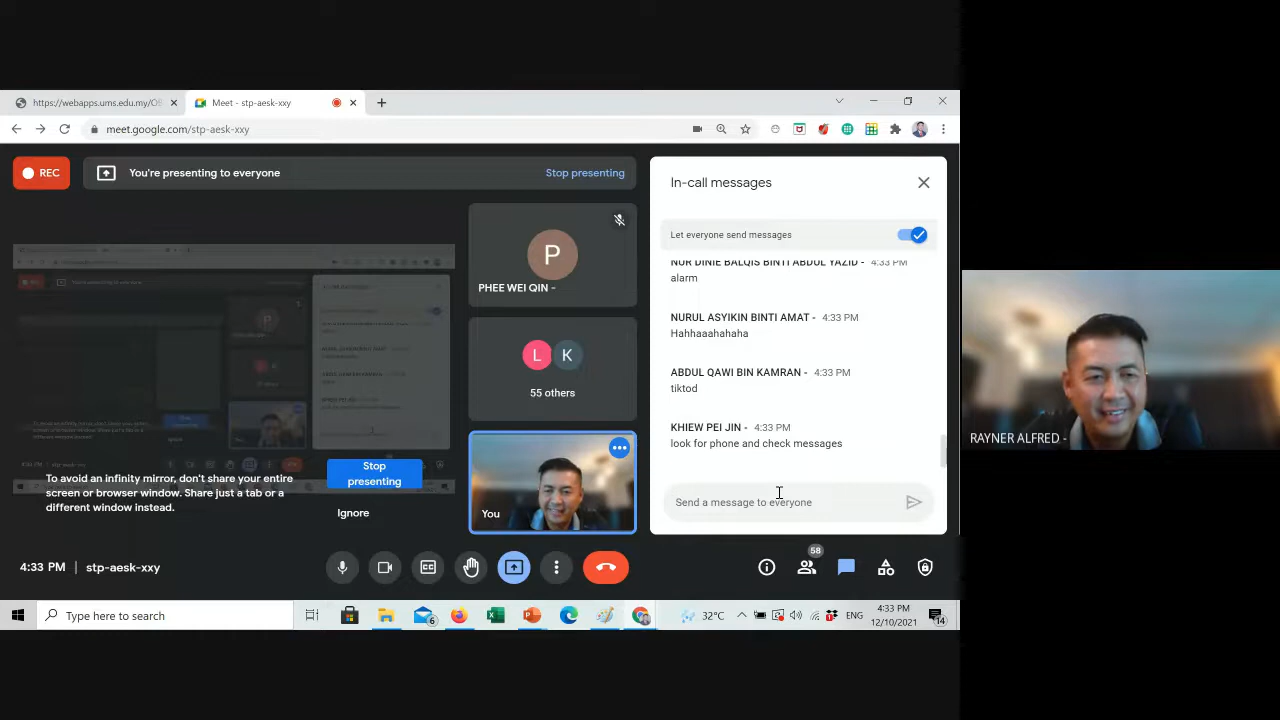 https://webapps.ums.edu.my/O
Meet - stp-aesk-xxy
meet.google.com/stp-aesk-xxy
REC
You're presenting to everyone
Stop presenting
In-call messages
Let everyone send messages
NUR DINIE BALQIS BINTI ABDUL YAZID - 4:33 PM
alarm
NURUL ASYIKIN BINTI AMAT - 4:33 PM
Hahhaaahahaha
ABDUL QAWI BIN KAMRAN - 4:33 PM
tiktod
KHIEW PEI JIN - 4:33 PM
look for phone and check messages
Send a message to everyone
P
PHEE WEI QIN -
L K
55 others
You
To avoid an infinity mirror, don't share your entire
screen or browser window. Share just a tab or a
different window instead.
Stop
presenting
Ignore
RAYNER ALFRED -
4:33 PM | stp-aesk-xxy
58
Type here to search
6
32°C
ENG
4:33 PM
12/10/2021
14